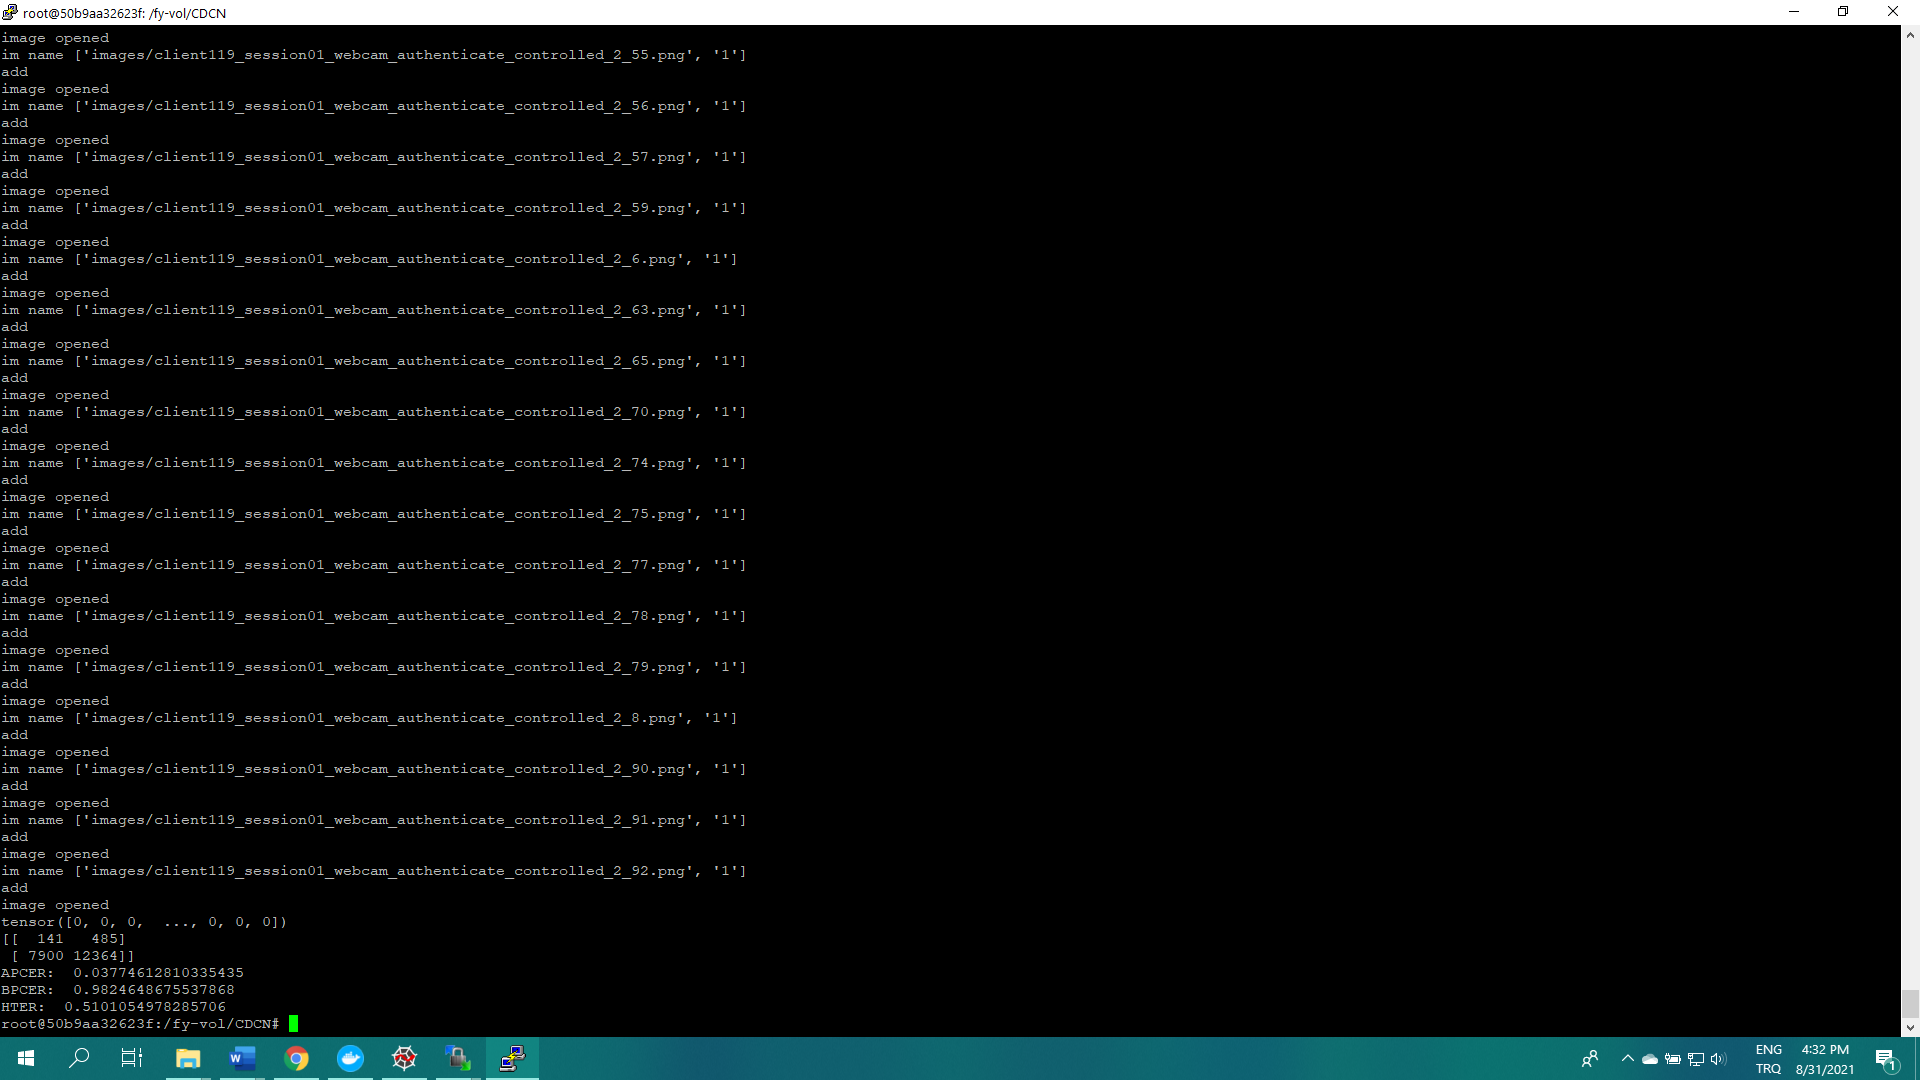 root@50b9aa32623f: /fy-vol/CDCN
image opened
im name ['images/client119_session01_webcam_authenticate_controlled_2_55.png', '1']
add
image opened
im name ['images/client119_session01_webcam_authenticate_controlled_2_56.png', '1']
add
image opened
im name ['images/client119_session01_webcam_authenticate_controlled_2_57.png', '1']
add
image opened
im name ['images/client119_session01_webcam_authenticate_controlled_2_59.png', '1']
add
image opened
im name ['images/client119_session01_webcam_authenticate_controlled_2_6.png', '1']
add
image opened
im name ['images/client119_session01_webcam_authenticate_controlled_2_63.png', '1']
add
image opened
im name ['images/client119_session01_webcam_authenticate_controlled_2_65.png', '1']
add
image opened
im name ['images/client119_session01_webcam_authenticate_controlled_2_70.png', '1']
add
image opened
im name ['images/client119_session01_webcam_authenticate_controlled_2_74.png', '1']
add
image opened
im name ['images/client119_session01_webcam_authenticate_controlled_2_75.png', '1']
add
image opened
im name ['images/client119_session01_webcam_authenticate_controlled_2_77.png', '1']
add
image opened
im name ['images/client119_session01_webcam_authenticate_controlled_2_78.png', '1']
add
image opened
im name ['images/client119_session01_webcam_authenticate_controlled_2_79.png', '1']
add
image opened
im name ['images/client119_session01_webcam_authenticate_controlled_2_8.png', '1']
add
image opened
im name ['images/client119_session01_webcam_authenticate_controlled_2_90.png', '1']
add
image opened
im name ['images/client119_session01_webcam_authenticate_controlled_2_91.png', '1']
add
image opened
im name ['images/client119_session01_webcam_authenticate_controlled_2_92.png', '1']
add
image opened
tensor([0, 0, 0,  ..., 0, 0, 0])
[[  141   485]
 [ 7900 12364]]
APCER:  0.03774612810335435
BPCER:  0.9824648675537868
HTER:  0.5101054978285706
root@50b9aa32623f:/fy-vol/CDCN#
ENG 4:32 PM
TRQ 8/31/2021
1